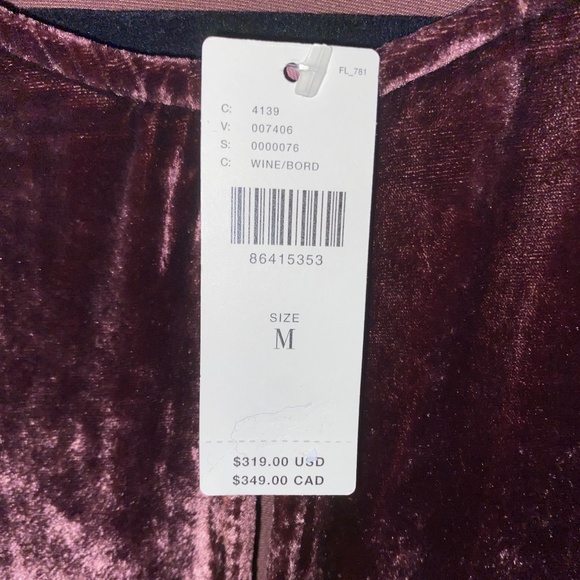 FL_781
C: 4139
V: 007406
S: 0000076
C: WINE/BORD
86415353
SIZE
M
$319.00 USD
$349.00 CAD